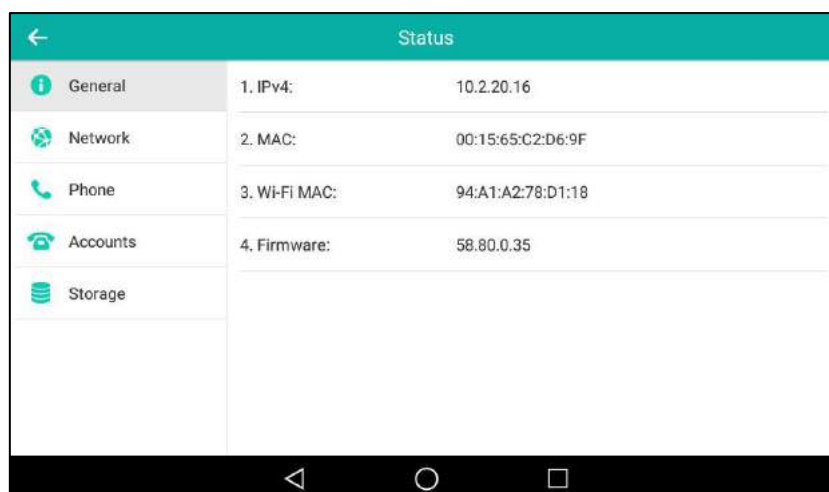 Status
General
1. IPv4: 10.2.20.16
Network
2. MAC: 00:15:65:C2:D6:9F
Phone
3. Wi-Fi MAC: 94:A1:A2:78:D1:18
Accounts
4. Firmware: 58.80.0.35
Storage